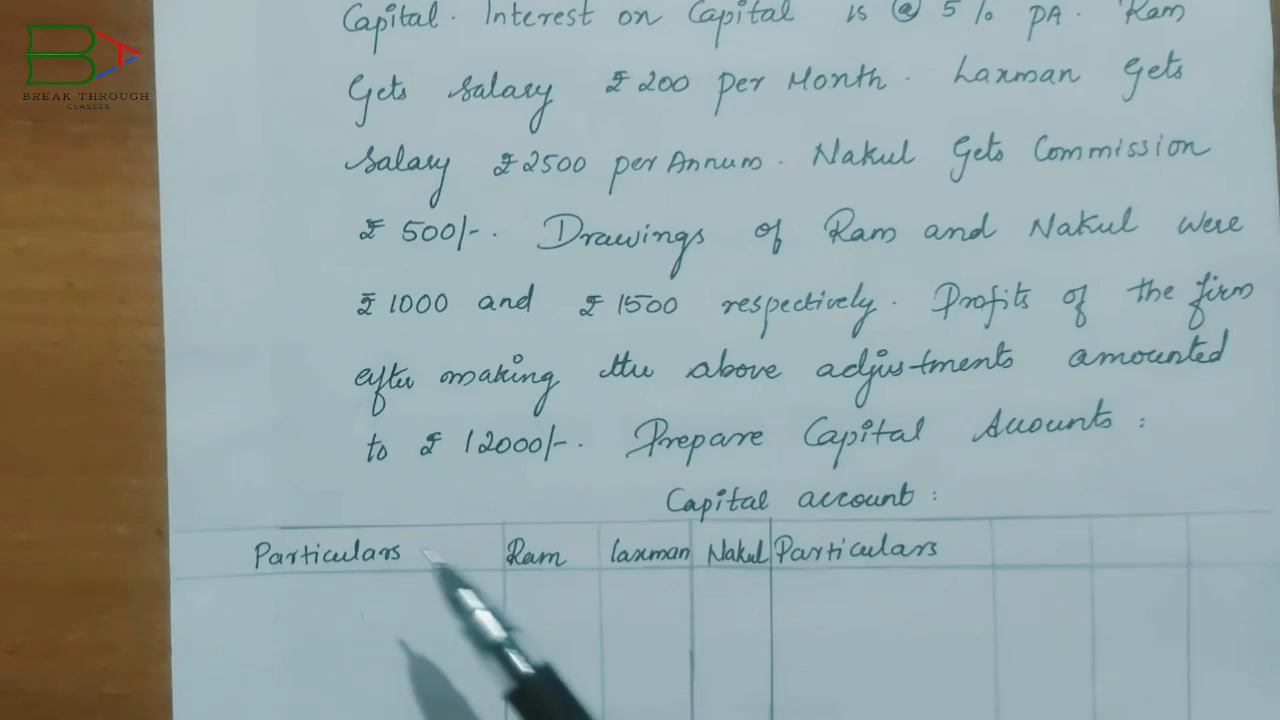 Capital. Interest on Capital is @ 5% PA. Ram
Gets Salary ₹ 200 per Month. Laxman Gets
Salary ₹ 2500 per Annum. Nakul Gets Commission
₹ 500/-. Drawings of Ram and Nakul were
₹ 1000 and ₹ 1500 respectively. Profits of the firm
after making the above adjustments amounted
to ₹ 12000/-. Prepare Capital Accounts:
Capital account:
Particulars Ram laxman Nakul Particulars
BREAK THROUGH
CLASSES